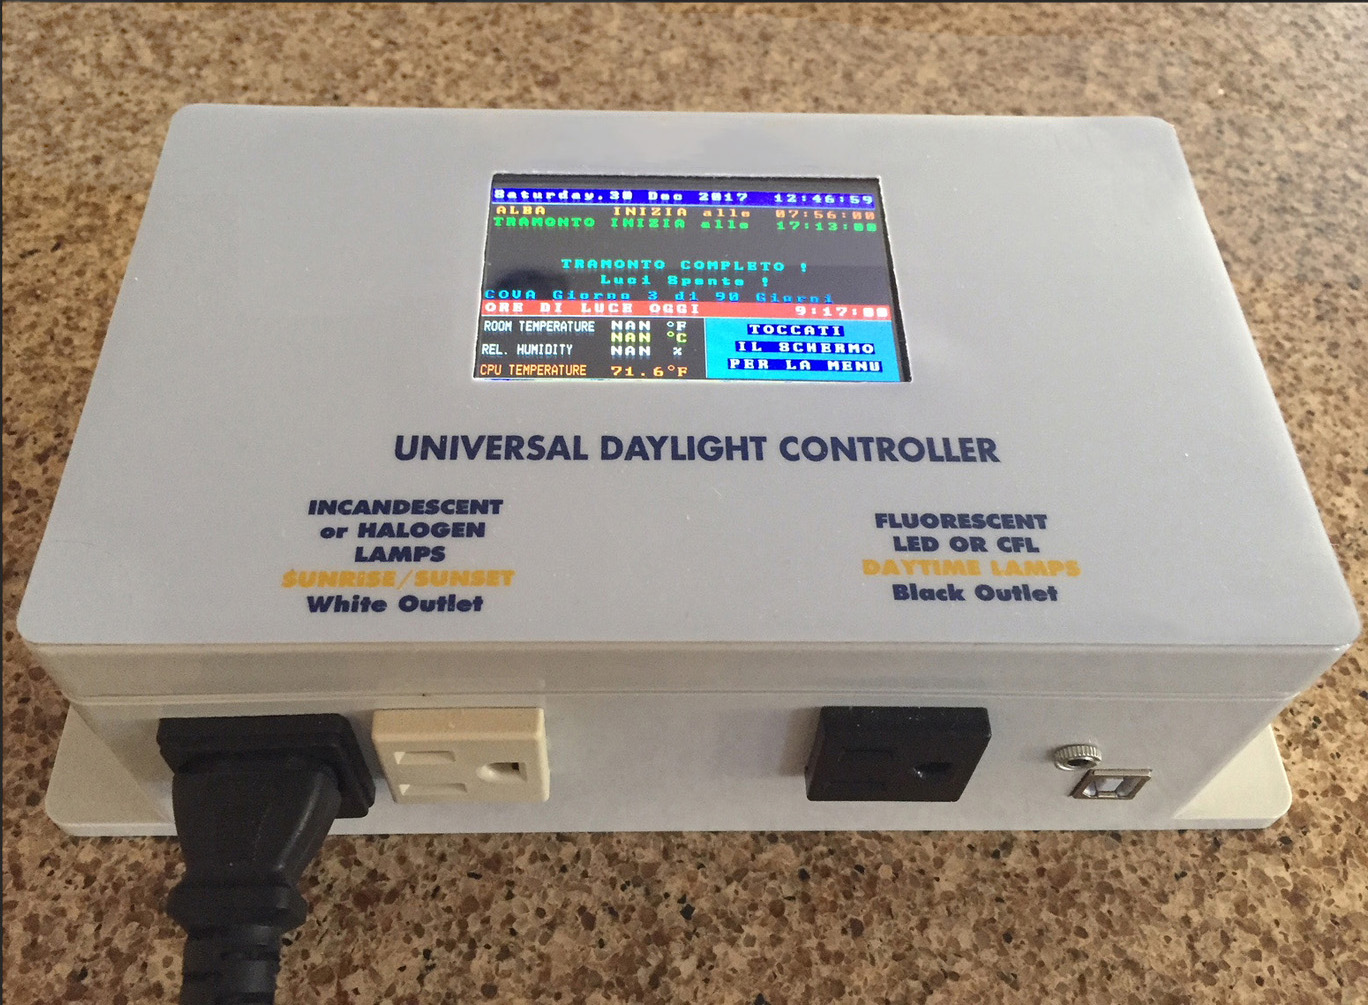 Saturday,30 Dec 2017 12:46:59
ALBA INIZIA alle 07:56:00
TRAMONTO INIZIA alle 17:13:00
TRAMONTO COMPLETO !
Luci Spente !
COVA Giorno 3 di 90 Giorni
ORE DI LUCE OGGI 9:17:00
ROOM TEMPERATURE NAN °F
NAN °C
REL. HUMIDITY NAN %
CPU TEMPERATURE 71.6°F
TOCCATI
IL SCHERMO
PER LA MENU
UNIVERSAL DAYLIGHT CONTROLLER
INCANDESCENT
or HALOGEN
LAMPS
SUNRISE/SUNSET
White Outlet
FLUORESCENT
LED OR CFL
DAYTIME LAMPS
Black Outlet